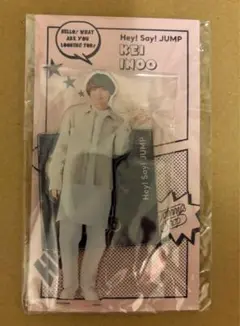 HELLO! WHAT
ARE YOU
LOOKING FOR?
Hey! Say! JUMP
KEI
INOO
Hey! Say! JUMP